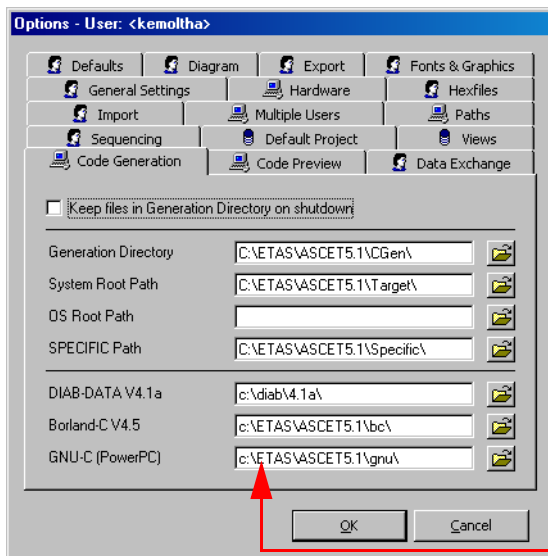 Options - User: <kemoltha>
Defaults Diagram Export Fonts & Graphics
General Settings Hardware Hexfiles
Import Multiple Users Paths
Sequencing Default Project Views
Code Generation Code Preview Data Exchange
Keep files in Generation Directory on shutdown
Generation Directory C:\ETAS\ASCET5.1\CGen\
System Root Path C:\ETAS\ASCET5.1\Target\
OS Root Path
SPECIFIC Path C:\ETAS\ASCET5.1\Specific\
DIAB-DATA V4.1a c:\diab\4.1a\
Borland-C V4.5 c:\ETAS\ASCET5.1\bc\
GNU-C (PowerPC) c:\ETAS\ASCET5.1\gnu\
OK Cancel